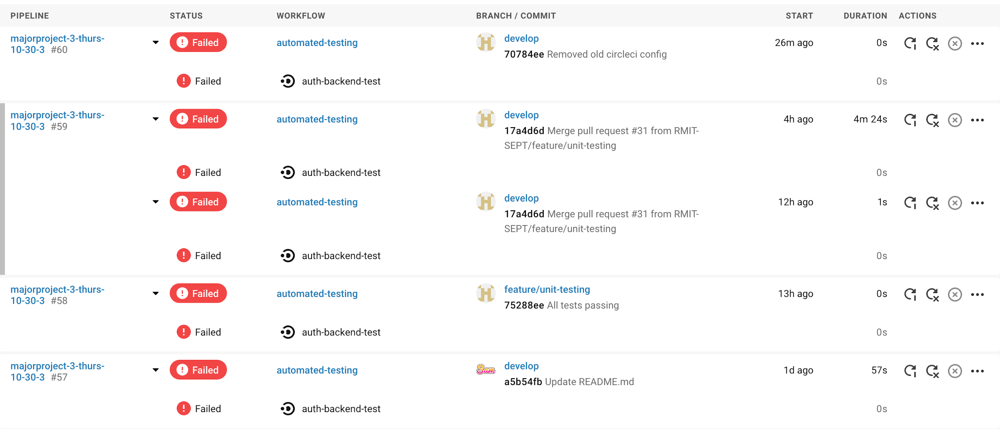 PIPELINE STATUS WORKFLOW BRANCH / COMMIT START DURATION ACTIONS
majorproject-3-thurs-
10-30-3 #60
Failed automated-testing
develop
70784ee Removed old circleci config
26m ago 0s
Failed auth-backend-test 0s
majorproject-3-thurs-
10-30-3 #59
Failed automated-testing
develop
17a4d6d Merge pull request #31 from RMIT-
SEPT/feature/unit-testing
4h ago 4m 24s
Failed auth-backend-test 0s
Failed automated-testing
develop
17a4d6d Merge pull request #31 from RMIT-
SEPT/feature/unit-testing
12h ago 1s
Failed auth-backend-test 0s
majorproject-3-thurs-
10-30-3 #58
Failed automated-testing
feature/unit-testing
75288ee All tests passing
13h ago 0s
Failed auth-backend-test 0s
majorproject-3-thurs-
10-30-3 #57
Failed automated-testing
Sam
develop
a5b54fb Update README.md
1d ago 57s
Failed auth-backend-test 0s